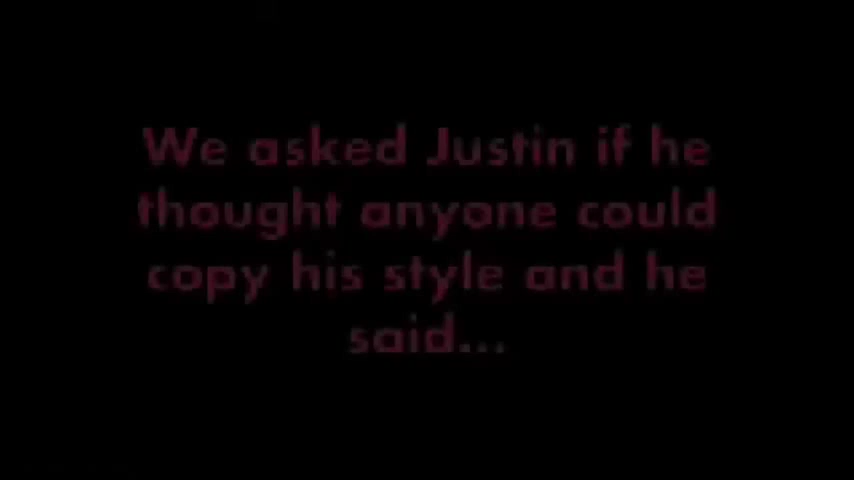 We asked Justin if he
thought anyone could
copy his style and he
said...